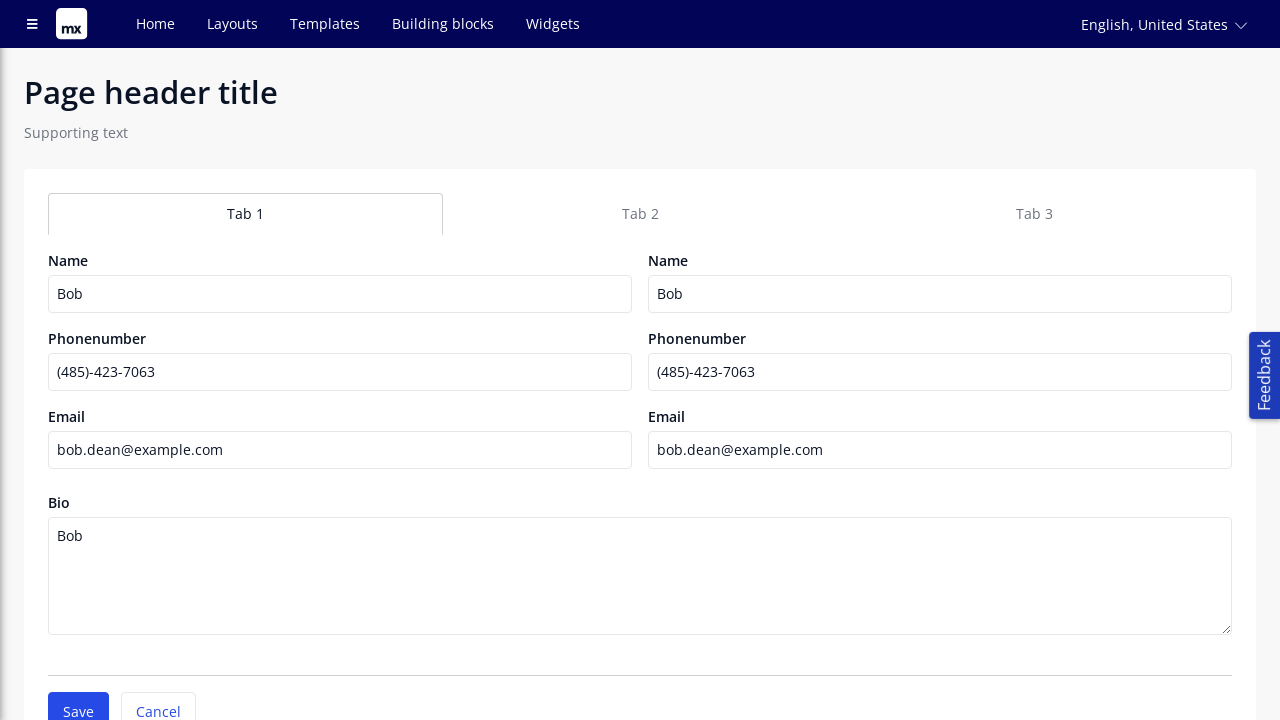 mx Home Layouts Templates Building blocks Widgets English, United States
Page header title
Supporting text
Tab 1 Tab 2 Tab 3
Name Name
Bob Bob
Phonenumber Phonenumber
(485)-423-7063 (485)-423-7063
Feedback
Email Email
bob.dean@example.com bob.dean@example.com
Bio
Bob
Save Cancel